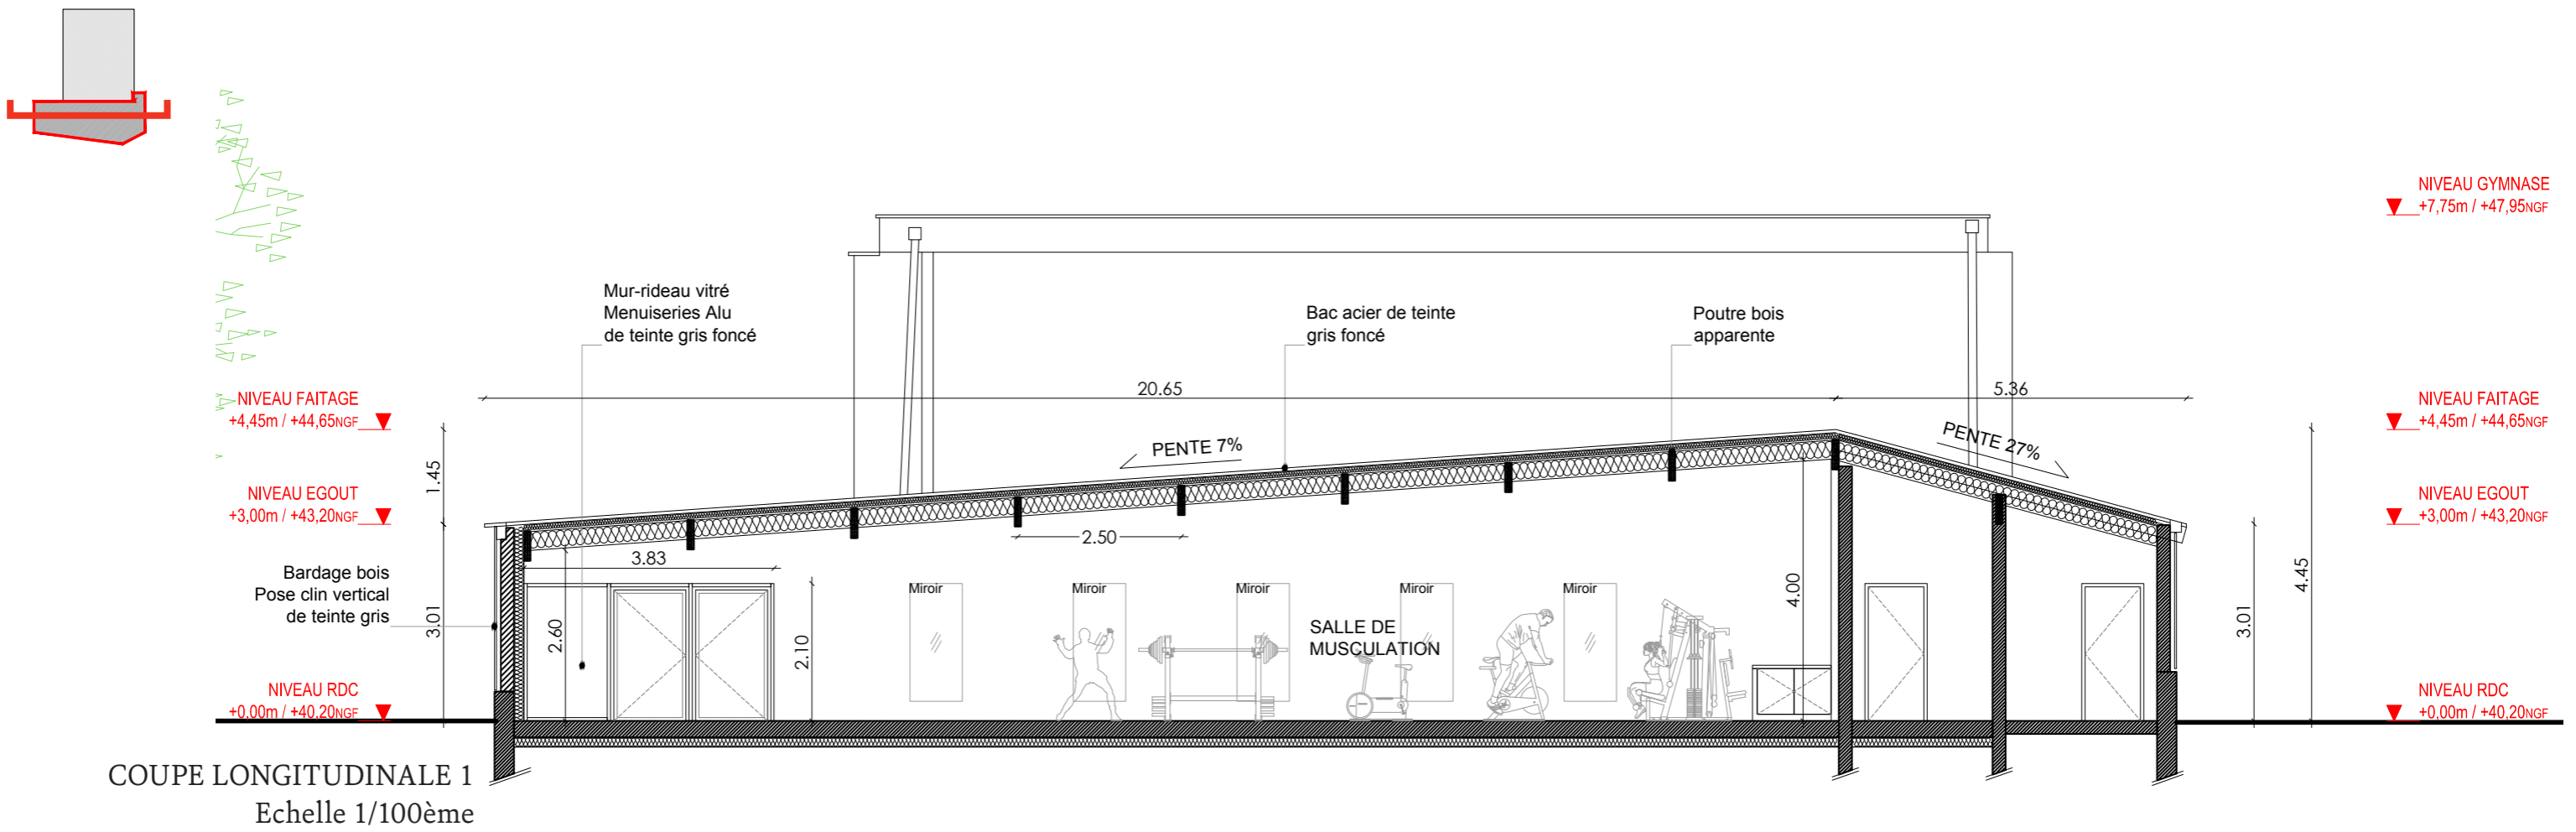 NIVEAU GYMNASE
+7,75m / +47,95NGF
Mur-rideau vitré
Menuiseries Alu
de teinte gris foncé
Bac acier de teinte
gris foncé
Poutre bois
apparente
20.65
5.36
NIVEAU FAITAGE
+4,45m / +44,65NGF
NIVEAU FAITAGE
+4,45m / +44,65NGF
PENTE 7%
PENTE 27%
1.45
NIVEAU EGOUT
+3,00m / +43,20NGF
NIVEAU EGOUT
+3,00m / +43,20NGF
2.50
3.83
Bardage bois
Pose clin vertical
de teinte gris
3.01
2.60
2.10
Miroir
Miroir
Miroir
Miroir
Miroir
4.00
SALLE DE
MUSCULATION
3.01
4.45
NIVEAU RDC
+0,00m / +40,20NGF
NIVEAU RDC
+0,00m / +40,20NGF
COUPE LONGITUDINALE 1
Echelle 1/100ème